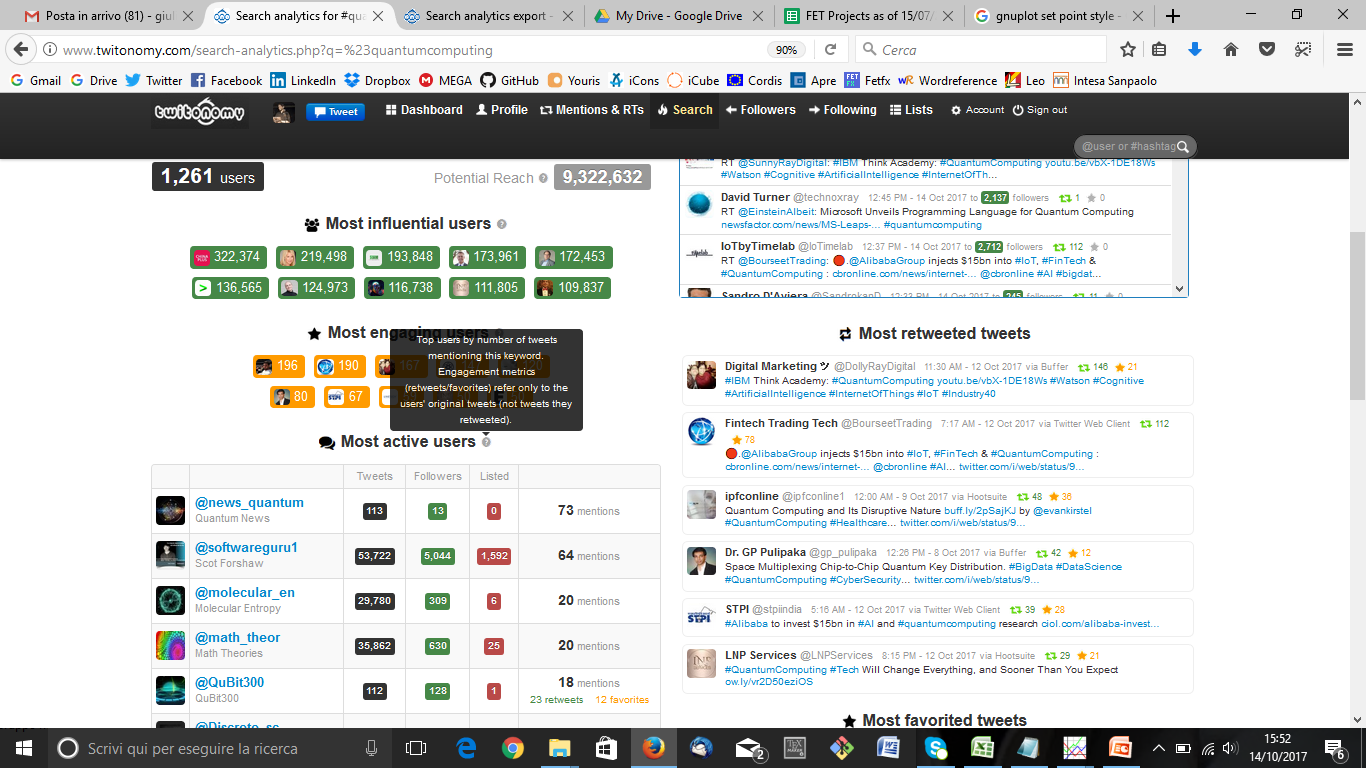 Posta in arrivo (81) - giul
Search analytics for #qua
Search analytics export -
My Drive - Google Drive
FET Projects as of 15/07/
gnuplot set point style -
www.twitonomy.com/search-analytics.php?q=%23quantumcomputing
90%
Cerca
Gmail
Drive
Twitter
Facebook
LinkedIn
Dropbox
MEGA
GitHub
Youris
iCons
iCube
Cordis
Apre
Fetfx
Wordreference
Leo
Intesa Sanpaolo
twitonomy
Tweet
Dashboard
Profile
Mentions & RTs
Search
Followers
Following
Lists
Account
Sign out
@user or #hashtag
1,261 users
Potential Reach
9,322,632
Most influential users
322,374 219,498 193,848 173,961 172,453
136,565 124,973 116,738 111,805 109,837
Most engaging users
196 190 167
80 67
Top users by number of tweets
mentioning this keyword.
Engagement metrics
(retweets/favorites) refer only to the
users' original tweets (not tweets they
retweeted).
Most active users
Tweets Followers Listed
@news_quantum
Quantum News
113 13 0 73 mentions
@softwareguru1
Scot Forshaw
53,722 5,044 1,592 64 mentions
@molecular_en
Molecular Entropy
29,780 309 6 20 mentions
@math_theor
Math Theories
35,862 630 25 20 mentions
@QuBit300
QuBit300
112 128 1 18 mentions
23 retweets 12 favorites
@Discrete_sc
RT @SunnyRayDigital: #IBM Think Academy: #QuantumComputing youtu.be/vbX-1DE18Ws
#Watson #Cognitive #ArtificialIntelligence #InternetOfTh...
David Turner @technoxray 12:45 PM - 14 Oct 2017 to 2,137 followers 1 0
RT @EinsteinAlbeit: Microsoft Unveils Programming Language for Quantum Computing
newsfactor.com/news/MS-Leaps-... #quantumcomputing
IoTbyTimelab @IoTimelab 12:37 PM - 14 Oct 2017 to 2,712 followers 112 0
RT @BourseetTrading: .@AlibabaGroup injects $15bn into #IoT, #FinTech &
#QuantumComputing : cbronline.com/news/internet-... @cbronline #AI #bigdat...
Sandro D'Aviera @SandrokanD 12:33 PM - 14 Oct 2017 to 245 followers 11 0
Most retweeted tweets
Digital Marketing ツ @DollyRayDigital 11:30 AM - 12 Oct 2017 via Buffer 146 21
#IBM Think Academy: #QuantumComputing youtu.be/vbX-1DE18Ws #Watson #Cognitive
#ArtificialIntelligence #InternetOfThings #IoT #Industry40
Fintech Trading Tech @BourseetTrading 7:17 AM - 12 Oct 2017 via Twitter Web Client 112
78
.@AlibabaGroup injects $15bn into #IoT, #FinTech & #QuantumComputing :
cbronline.com/news/internet-... @cbronline #AI... twitter.com/i/web/status/9...
ipfconline @ipfconline1 12:00 AM - 9 Oct 2017 via Hootsuite 48 36
Quantum Computing and Its Disruptive Nature buff.ly/2pSajKJ by @evankirstel
#QuantumComputing #Healthcare... twitter.com/i/web/status/9...
Dr. GP Pulipaka @gp_pulipaka 12:26 PM - 8 Oct 2017 via Buffer 42 12
Space Multiplexing Chip-to-Chip Quantum Key Distribution. #BigData #DataScience
#QuantumComputing #CyberSecurity... twitter.com/i/web/status/9...
STPI @stpiindia 5:16 AM - 12 Oct 2017 via Twitter Web Client 39 28
#Alibaba to invest $15bn in #AI and #quantumcomputing research ciol.com/alibaba-invest...
LNP Services @LNPServices 8:15 PM - 12 Oct 2017 via Hootsuite 29 21
#QuantumComputing #Tech Will Change Everything, and Sooner Than You Expect
ow.ly/vr2D50eziOS
Most favorited tweets
Scrivi qui per eseguire la ricerca
15:52
14/10/2017